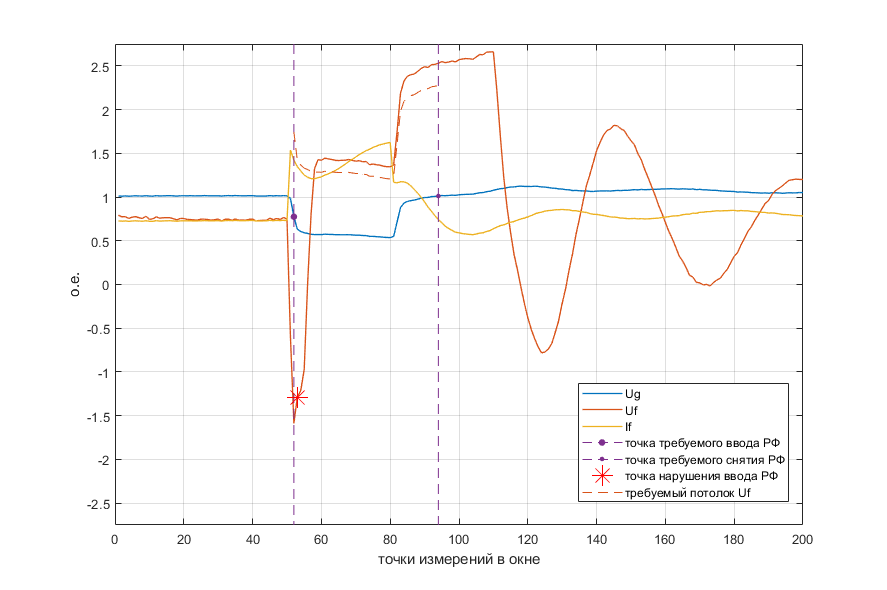 2.5
2
1.5
1
0.5
0
-0.5
-1
-1.5
-2
-2.5
о.е.
0 20 40 60 80 100 120 140 160 180 200
точки измерений в окне
Ug
Uf
If
точка требуемого ввода РФ
точка требуемого снятия РФ
точка нарушения ввода РФ
требуемый потолок Uf